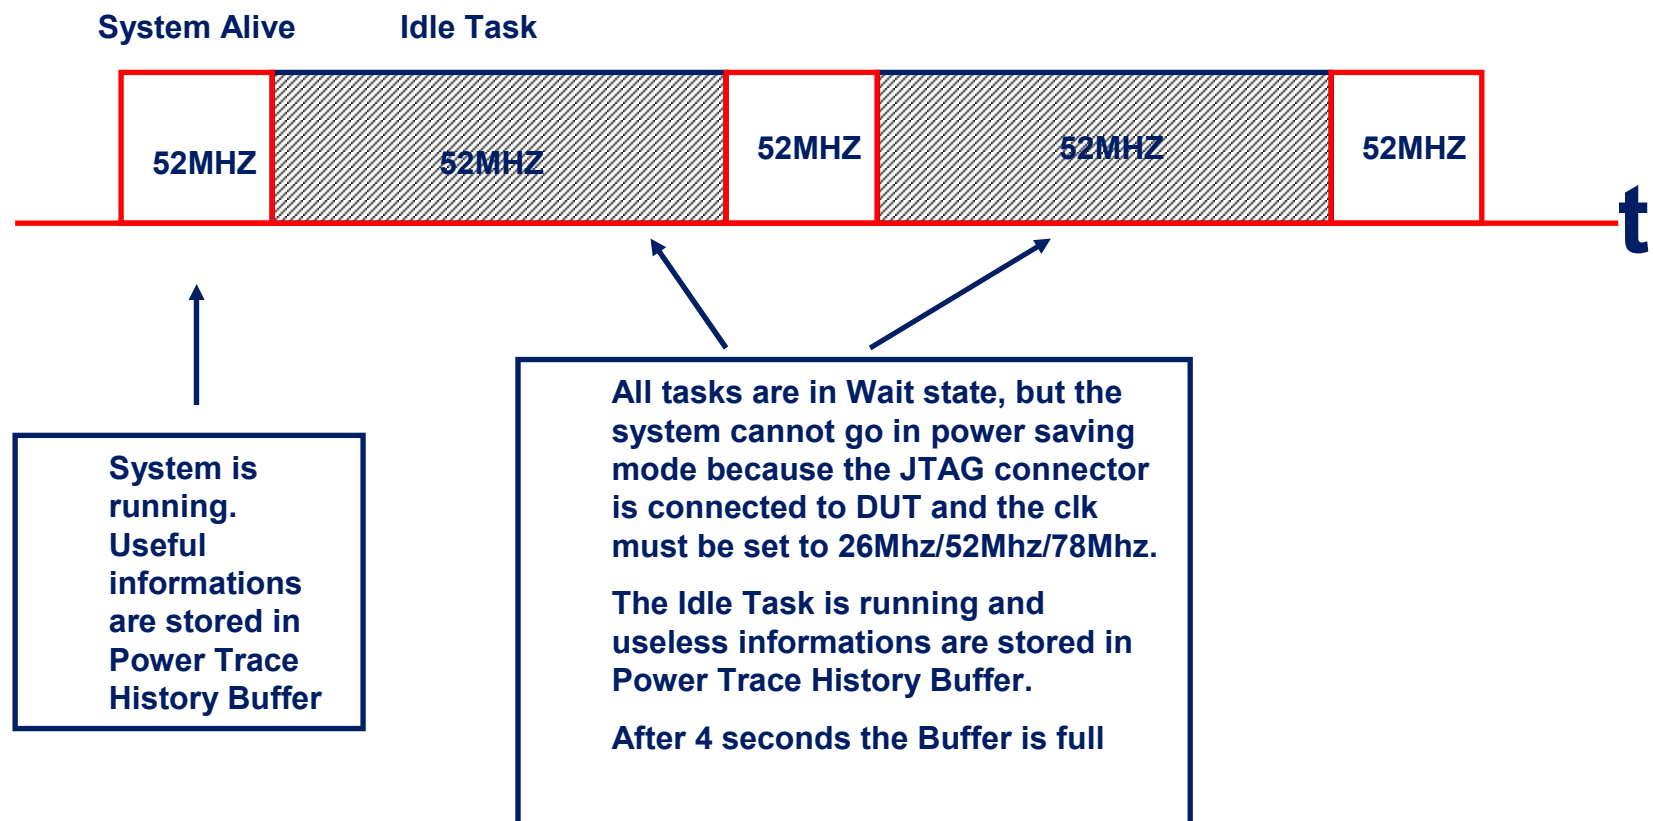 System Alive
Idle Task
52MHZ
52MHZ
52MHZ
52MHZ
52MHZ
t
System is
running.
Useful
informations
are stored in
Power Trace
History Buffer
All tasks are in Wait state, but the
system cannot go in power saving
mode because the JTAG connector
is connected to DUT and the clk
must be set to 26Mhz/52Mhz/78Mhz.
The Idle Task is running and
useless informations are stored in
Power Trace History Buffer.
After 4 seconds the Buffer is full